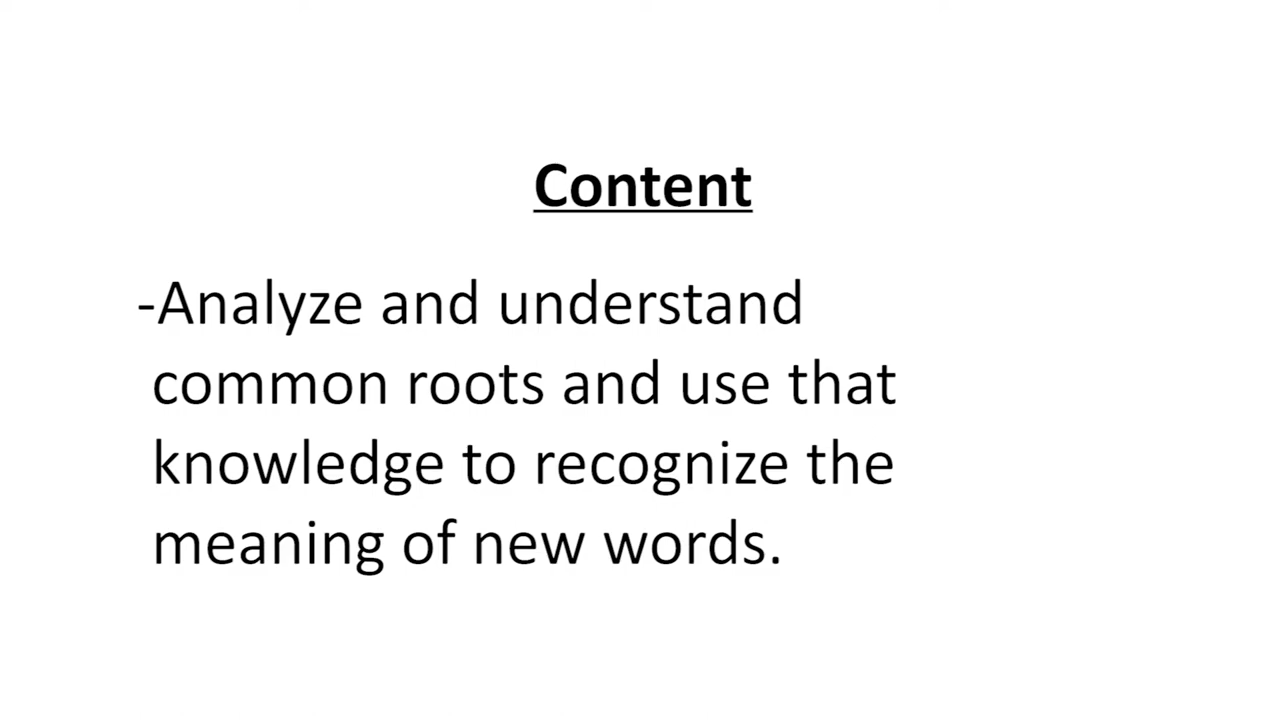 Content
-Analyze and understand
common roots and use that
knowledge to recognize the
meaning of new words.